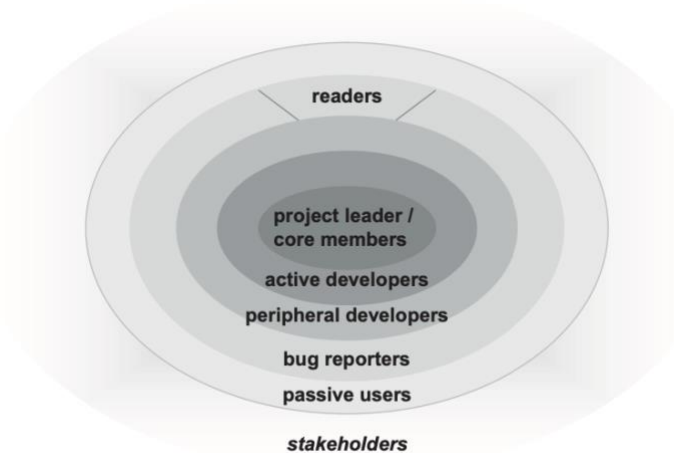 readers
project leader /
core members
active developers
peripheral developers
bug reporters
passive users
stakeholders